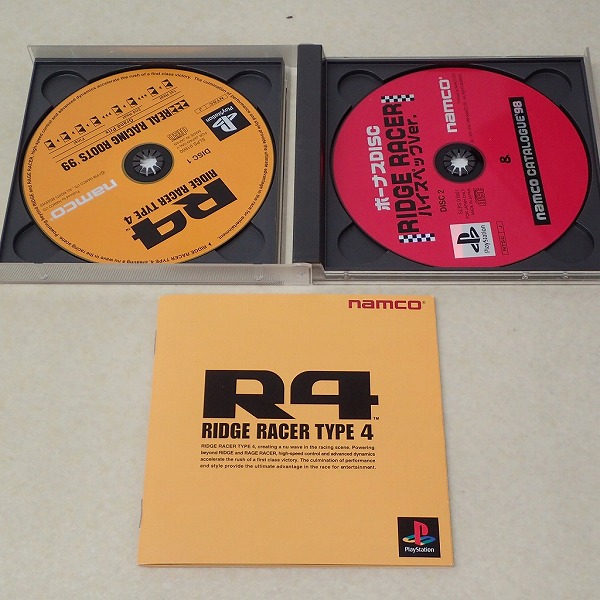 PlayStation
REAL RACING ROOTS '99
DISC 1
namco
R4
RIDGE RACER TYPE 4
ボーナスDISC
RIDGE RACER
ハイスペックVer.
namco
DISC 2
&
namco CATALOGUE'98
PlayStation
namco
R4
TM
RIDGE RACER TYPE 4
RIDGE RACER TYPE 4, creating a nu wave in the racing scene. Powering
beyond RIDGE and RAGE RACER, high-speed control and advanced dynamics
accelerate the rush of a first class victory. The culmination of performance
and style provide the ultimate advantage in the race for entertainment.
PlayStation